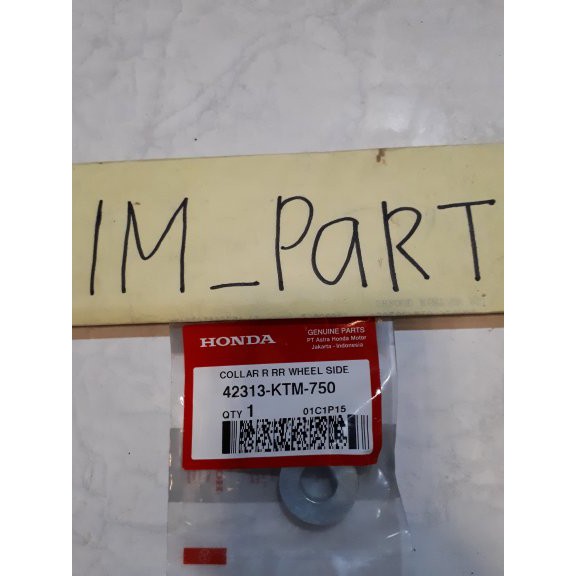 IM_PART
HONDA
GENUINE PARTS
PT Astra Honda Motor
Jakarta - Indonesia
COLLAR R RR WHEEL SIDE
42313-KTM-750
QTY 1 01C1P15